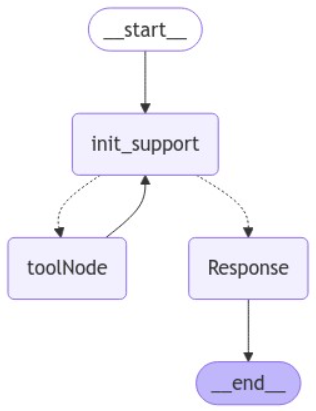 __start__
init_support
toolNode
Response
__end__